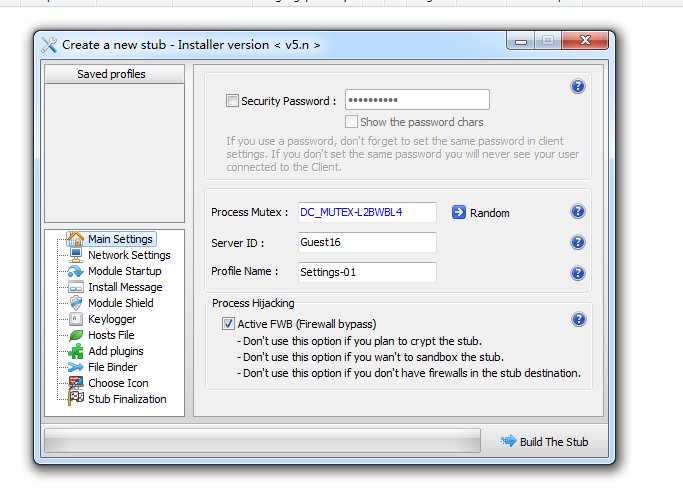 Create a new stub - Installer version < v5.n >
Saved profiles
Security Password :
••••••••••
Show the password chars
If you use a password, don't forget to set the same password in client
settings. If you don't set the same password you will never see your user
connected to the Client.
Process Mutex :
DC_MUTEX-L2BWBL4
Random
Server ID :
Guest16
Profile Name :
Settings-01
Process Hijacking
Active FWB (Firewall bypass)
- Don't use this option if you plan to crypt the stub.
- Don't use this option if you wan't to sandbox the stub.
- Don't use this option if you don't have firewalls in the stub destination.
Main Settings
Network Settings
Module Startup
Install Message
Module Shield
Keylogger
Hosts File
Add plugins
File Binder
Choose Icon
Stub Finalization
Build The Stub